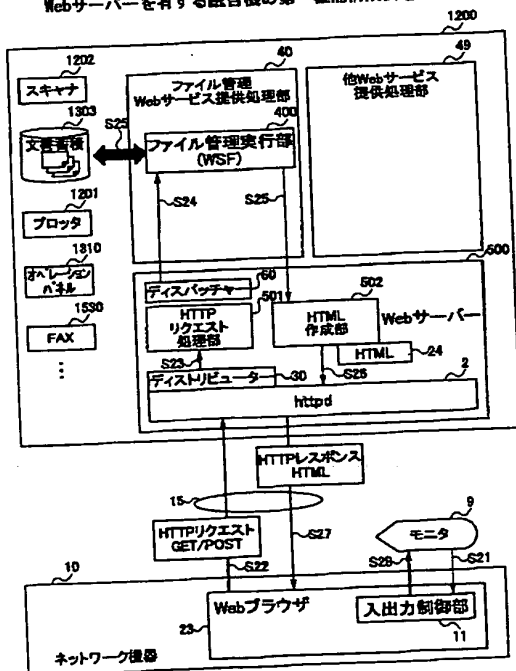 Webサーバーを有する融合機の第一
1200
1202
スキャナ
1303
文書蓄積
S25
1201
プロッタ
1310
オペレーション
パネル
1530
FAX
40
ファイル管理
Webサービス提供処理部
400
ファイル管理実行部
(WSF)
S24
S25
49
他Webサービス
提供処理部
500
60
ディスパッチャー
501
HTTP
リクエスト
処理部
502
HTML
作成部
Webサーバー
HTML
24
S23
S26
ディストリビュータ
30
2
httpd
HTTPレスポンス
HTML
15
HTTPリクエスト
GET/POST
S22
S27
9
モニタ
S28
S21
10
Webブラウザ
23
入出力制御部
11
ネットワーク機器